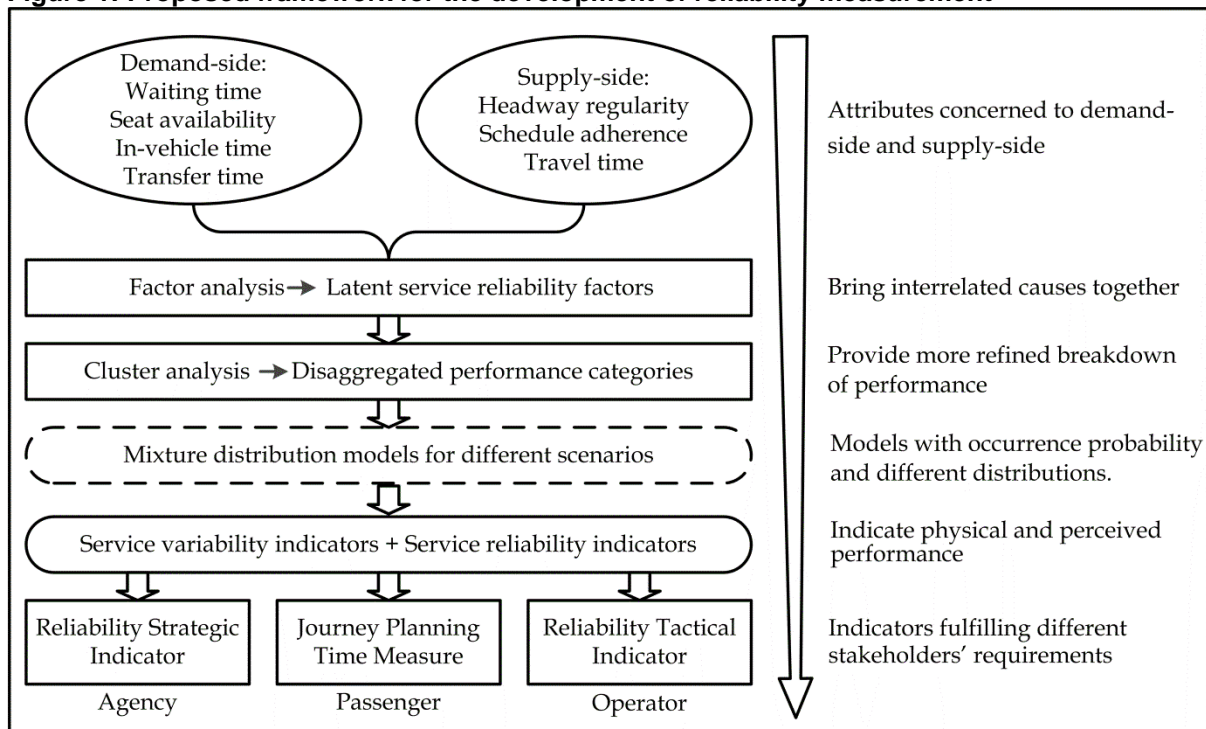 Figure 1: Proposed framework for the development of reliability measurement
Demand-side:
Waiting time
Seat availability
In-vehicle time
Transfer time
Supply-side:
Headway regularity
Schedule adherence
Travel time
Attributes concerned to demand-
side and supply-side
Factor analysis Latent service reliability factors
Bring interrelated causes together
Cluster analysis Disaggregated performance categories
Provide more refined breakdown
of performance
Mixture distribution models for different scenarios
Models with occurrence probability
and different distributions.
Service variability indicators + Service reliability indicators
Indicate physical and perceived
performance
Reliability Strategic
Indicator
Journey Planning
Time Measure
Reliability Tactical
Indicator
Indicators fulfilling different
stakeholders' requirements
Agency
Passenger
Operator